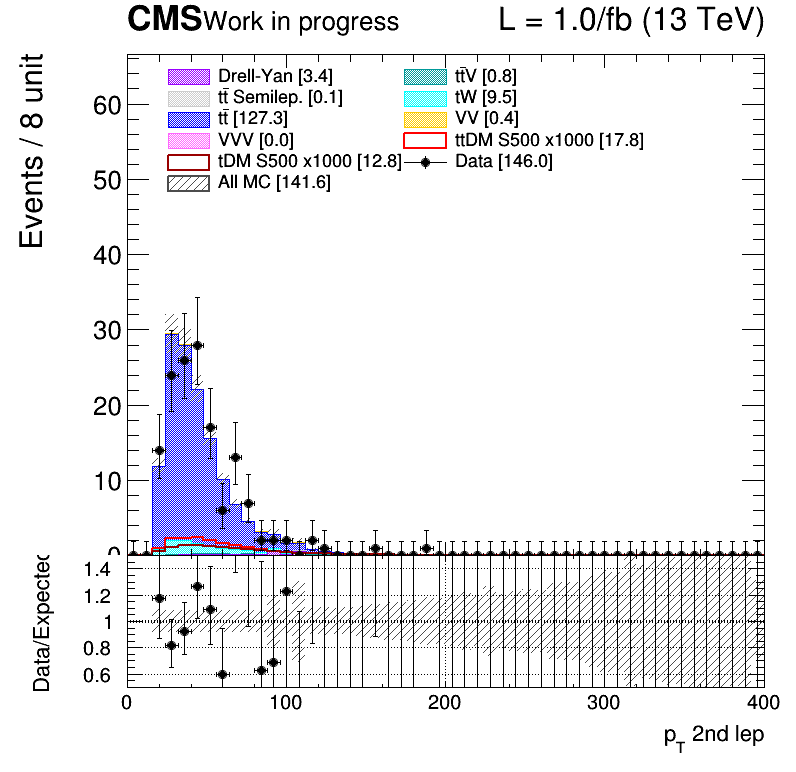 CMS Work in progress L = 1.0/fb (13 TeV)
Events / 8 unit
Drell-Yan [3.4] tt̄V [0.8]
tt̄ Semilep. [0.1] tW [9.5]
tt̄ [127.3] VV [0.4]
VVV [0.0] ttDM S500 x1000 [17.8]
tDM S500 x1000 [12.8] Data [146.0]
All MC [141.6]
60
50
40
30
20
10
0
Data/Expected
1.4
1.2
1
0.8
0.6
0 100 200 300 400
p_T 2nd lep